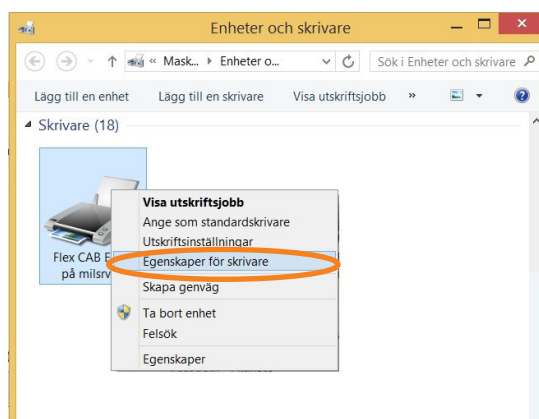 Enheter och skrivare
« Mask... Enheter o...
Sök i Enheter och skrivare
Lägg till en enhet Lägg till en skrivare Visa utskriftsjobb »
Skrivare (18)
Flex CAB
på milsrv
Visa utskriftsjobb
Ange som standardskrivare
Utskriftsinställningar
Egenskaper för skrivare
Skapa genväg
Ta bort enhet
Felsök
Egenskaper